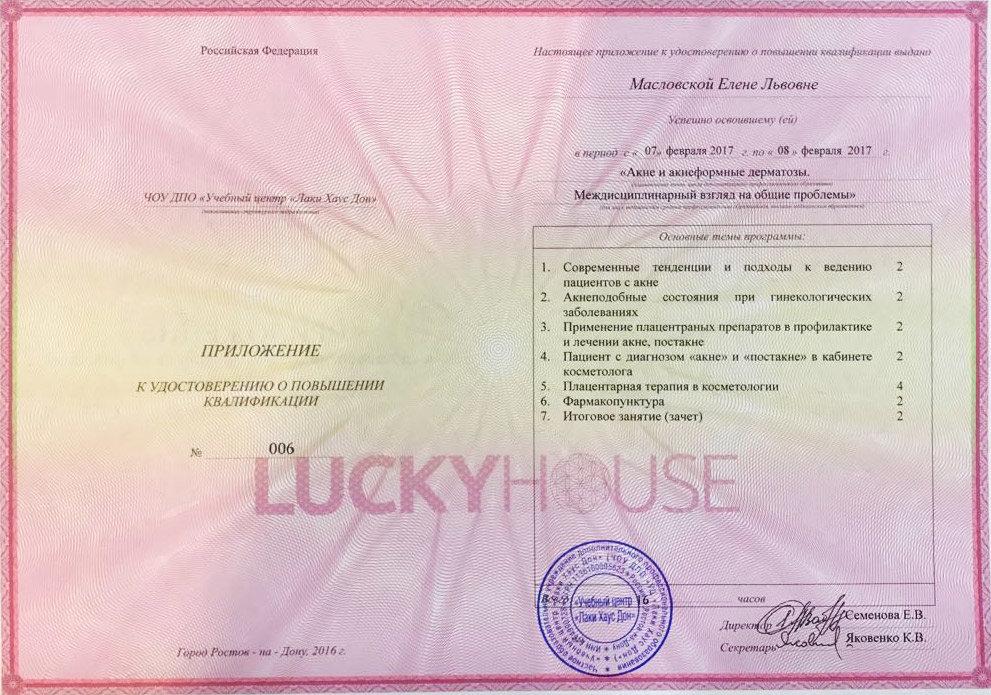 Российская Федерация
ЧОУ ДПО «Учебный центр «Лаки Хаус Дон»
ПРИЛОЖЕНИЕ
К УДОСТОВЕРЕНИЮ О ПОВЫШЕНИИ
КВАЛИФИКАЦИИ
№ 006
Город Ростов - на - Дону, 2016 г.
Настоящее приложение к удостоверению о повышении квалификации выдано
Масловской Елене Львовне
Успешно освоившему (ей)
в период с « 07» февраля 2017 г. по « 08 » февраля 2017 г.
«Акне и акнеформные дерматозы.
Междисциплинарный взгляд на общие проблемы»
Основные темы программы:
1. Современные тенденции и подходы к ведению 2
пациентов с акне
2. Акнеподобные состояния при гинекологических 2
заболеваниях
3. Применение плацентраных препаратов в профилактике 2
и лечении акне, постакне
4. Пациент с диагнозом «акне» и «постакне» в кабинете 2
косметолога
5. Плацентарная терапия в косметологии 4
6. Фармакопунктура 2
7. Итоговое занятие (зачет) 2
LUCKYHOUSE
16 часов
«Учебный центр
«Лаки Хаус Дон»
Директор Семенова Е.В.
Секретарь Яковенко К.В.